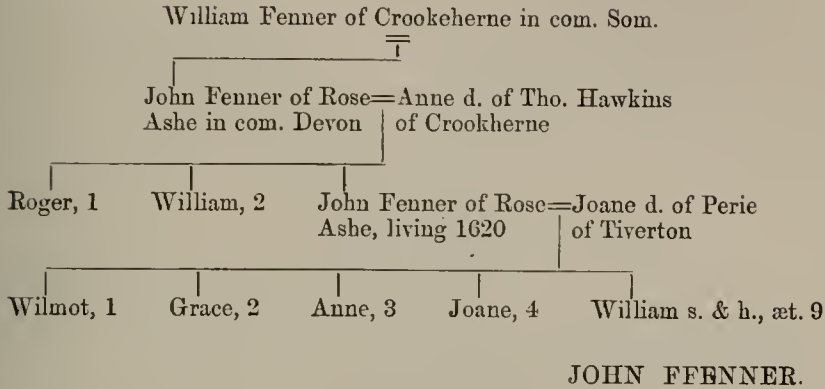 William Fenner of Crookeherne in com. Som.
John Fenner of Rose=Anne d. of Tho. Hawkins
Ashe in com. Devon of Crookherne
Roger, 1 William, 2 John Fenner of Rose=Joane d. of Perie
Ashe, living 1620 of Tiverton
Wilmot, 1 Grace, 2 Anne, 3 Joane, 4 William s. & h., æt. 9
JOHN FFENNER.